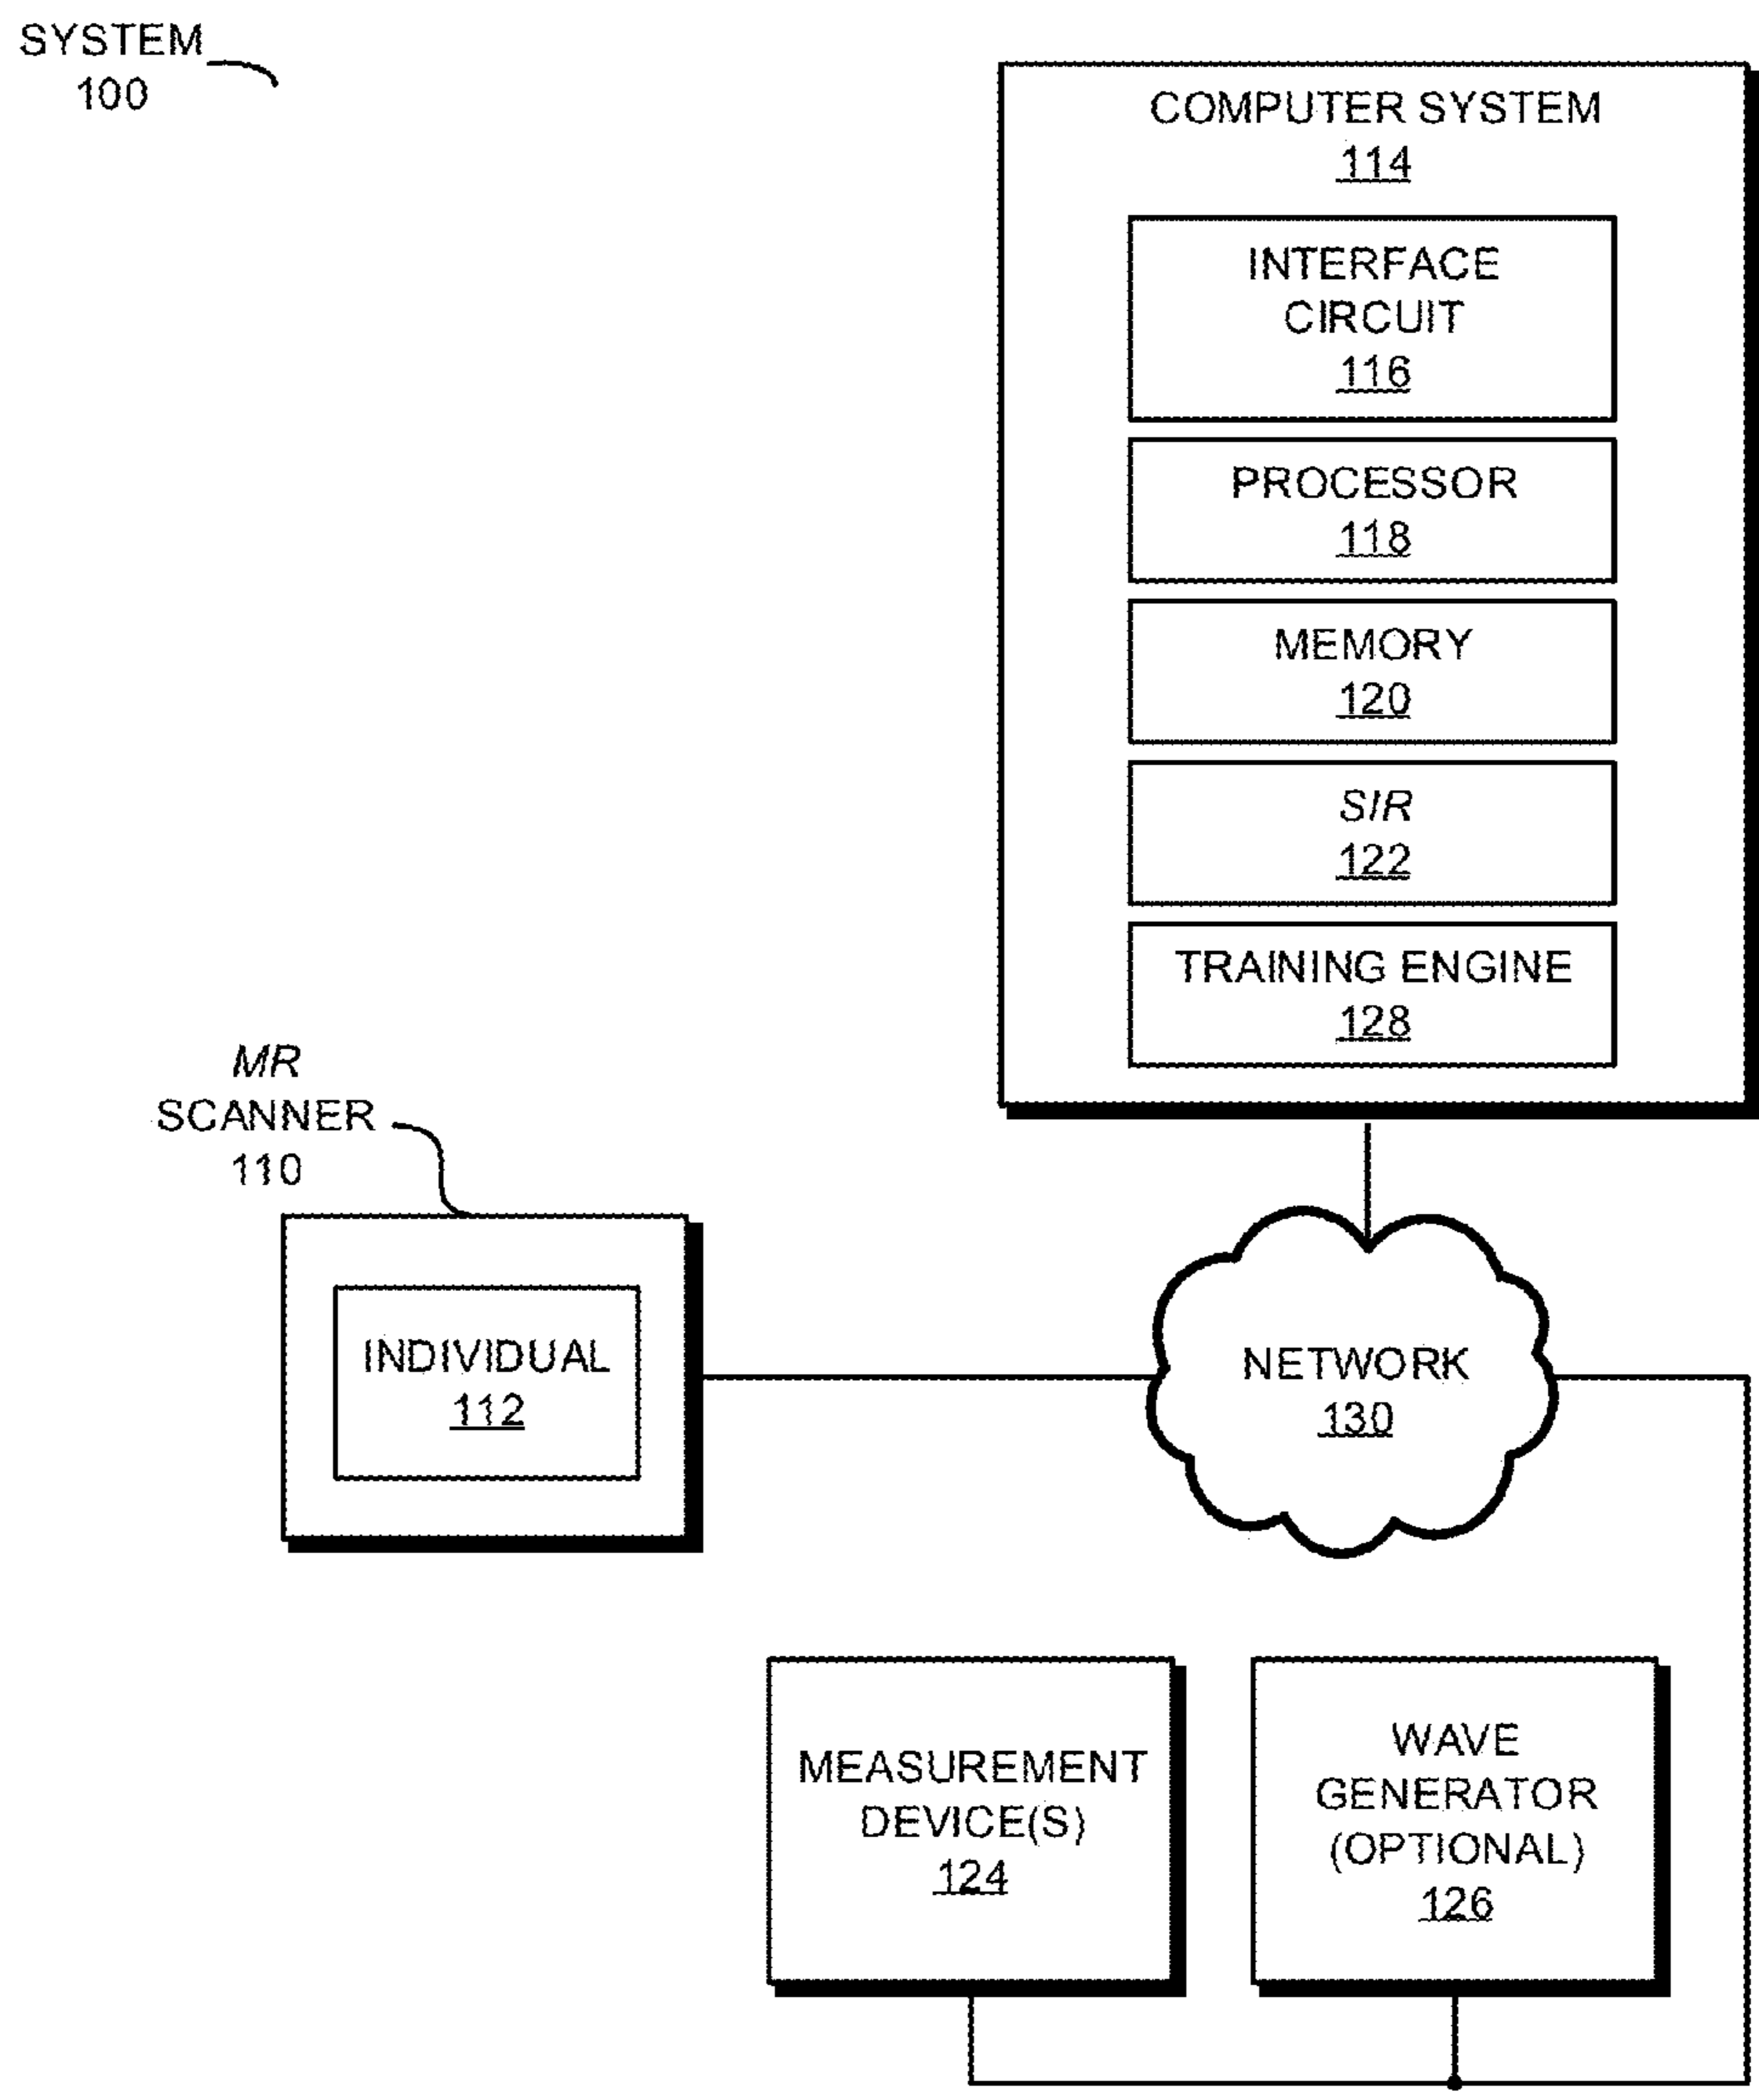 SYSTEM
100
COMPUTER SYSTEM
114
INTERFACE
CIRCUIT
116
PROCESSOR
118
MEMORY
120
S/R
122
TRAINING ENGINE
128
MR
SCANNER
110
INDIVIDUAL
112
NETWORK
130
MEASUREMENT
DEVICE(S)
124
WAVE
GENERATOR
(OPTIONAL)
126